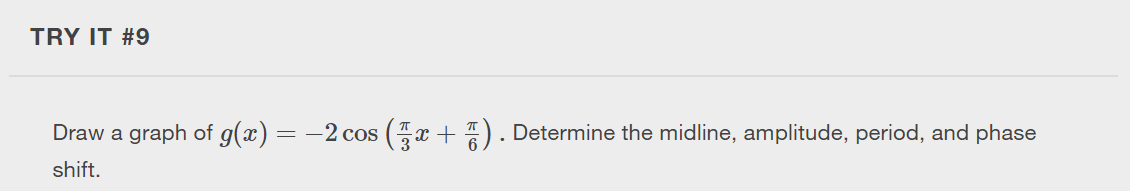 TRY IT #9
Draw a graph of g(x) = −2 cos (π/3 x + π/6). Determine the midline, amplitude, period, and phase
shift.